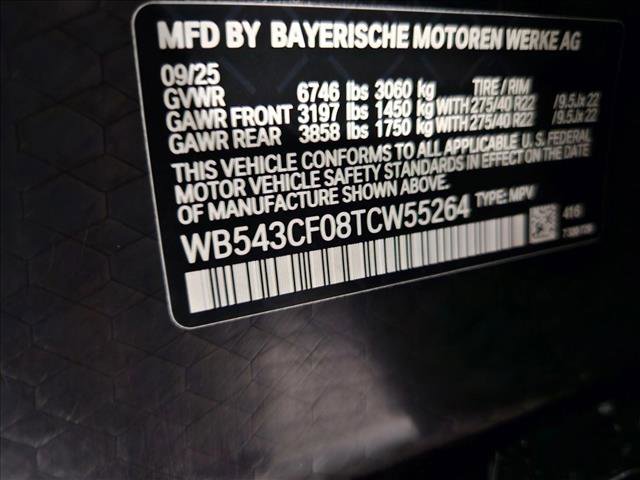 MFD BY BAYERISCHE MOTOREN WERKE AG
09/25 TIRE / RIM
GVWR 6746 lbs 3060 kg
GAWR FRONT 3197 lbs 1450 kg WITH 275/40 R22 /9.5Jx22
GAWR REAR 3858 lbs 1750 kg WITH 275/40 R22 /9.5Jx22
THIS VEHICLE CONFORMS TO ALL APPLICABLE U.S. FEDERAL
MOTOR VEHICLE SAFETY STANDARDS IN EFFECT ON THE DATE
OF MANUFACTURE SHOWN ABOVE.
WB543CF08TCW55264 TYPE: MPV
416